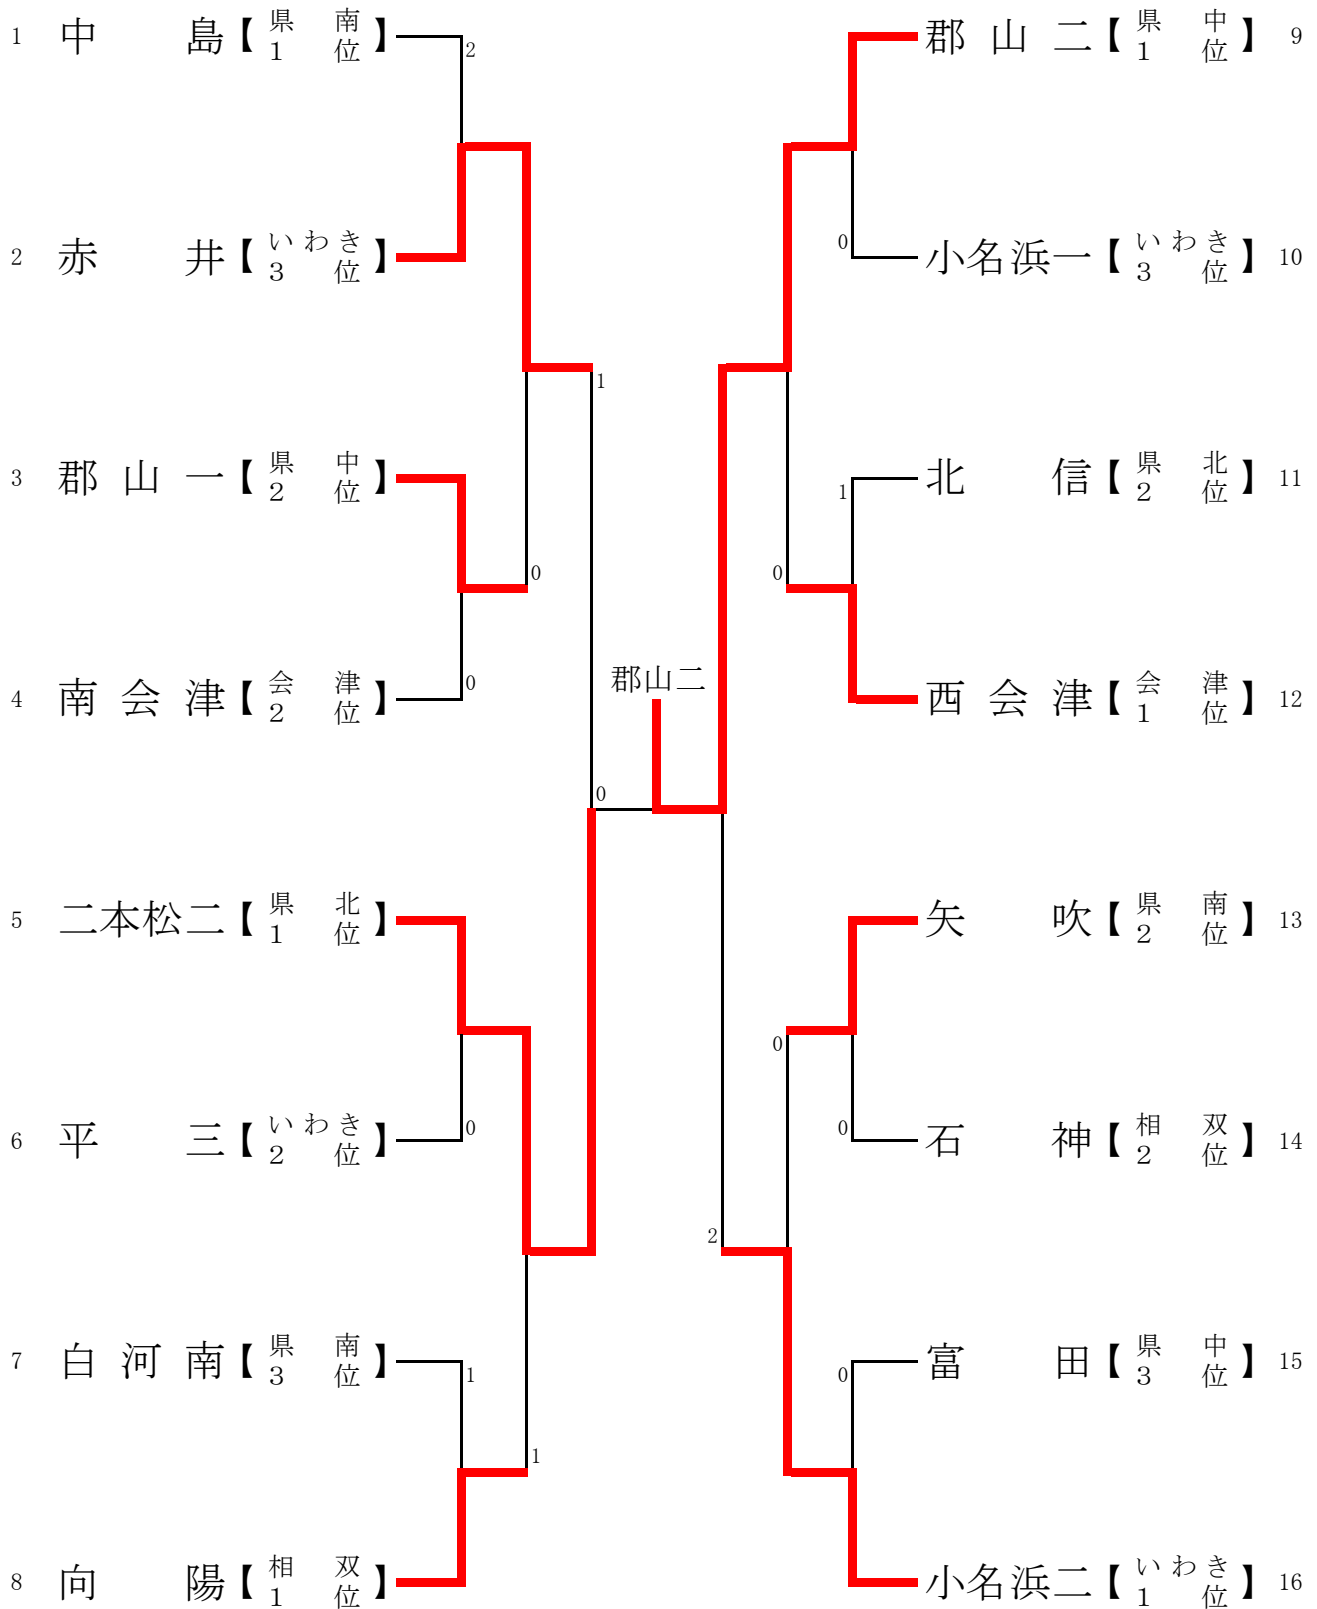 1 中島【県南1位】 2
2 赤井【いわき3位】
1
3 郡山一【県中2位】
0
4 南会津【会津2位】 0
郡山二
0
5 二本松二【県北1位】
6 平三【いわき2位】 0
7 白河南【県南3位】 1
1
8 向陽【相双1位】
郡山二【県中1位】 9
0 小名浜一【いわき3位】 10
1 北信【県北2位】 11
0
西会津【会津1位】 12
矢吹【県南2位】 13
0
0 石神【相双2位】 14
2
0 富田【県中3位】 15
小名浜二【いわき1位】 16